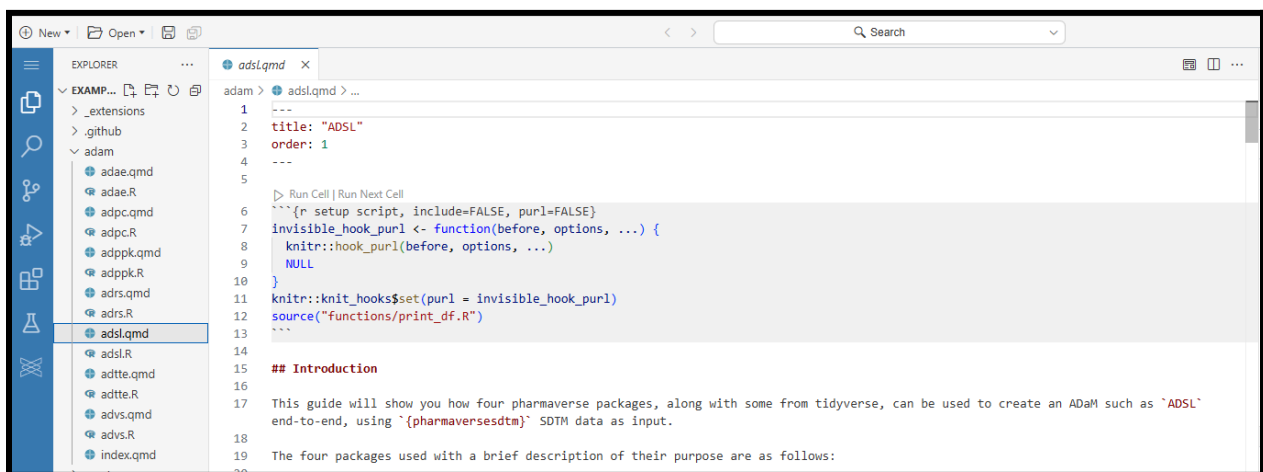 New Open Search
EXPLORER ...
EXAMP...
_extensions
.github
adam
adae.qmd
adae.R
adpc.qmd
adpc.R
adppk.qmd
adppk.R
adrs.qmd
adrs.R
adsl.qmd
adsl.R
adtte.qmd
adtte.R
advs.qmd
advs.R
index.qmd
adsl.qmd
adam > adsl.qmd > ...
1 ---
2 title: "ADSL"
3 order: 1
4 ---
5
Run Cell | Run Next Cell
6 ```{r setup script, include=FALSE, purl=FALSE}
7 invisible_hook_purl <- function(before, options, ...) {
8   knitr::hook_purl(before, options, ...)
9   NULL
10 }
11 knitr::knit_hooks$set(purl = invisible_hook_purl)
12 source("functions/print_df.R")
13 ```
14
15 ## Introduction
16
17 This guide will show you how four pharmaverse packages, along with some from tidyverse, can be used to create an ADaM such as `ADSL`
end-to-end, using `{pharmaversesdtm}` SDTM data as input.
18
19 The four packages used with a brief description of their purpose are as follows: